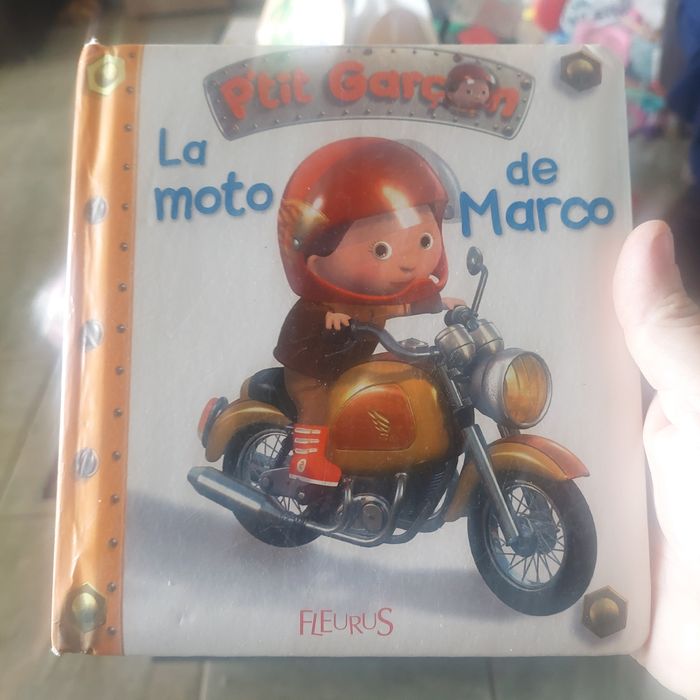 P'tit Garçon
La
moto
de
Marco
FLEURUS